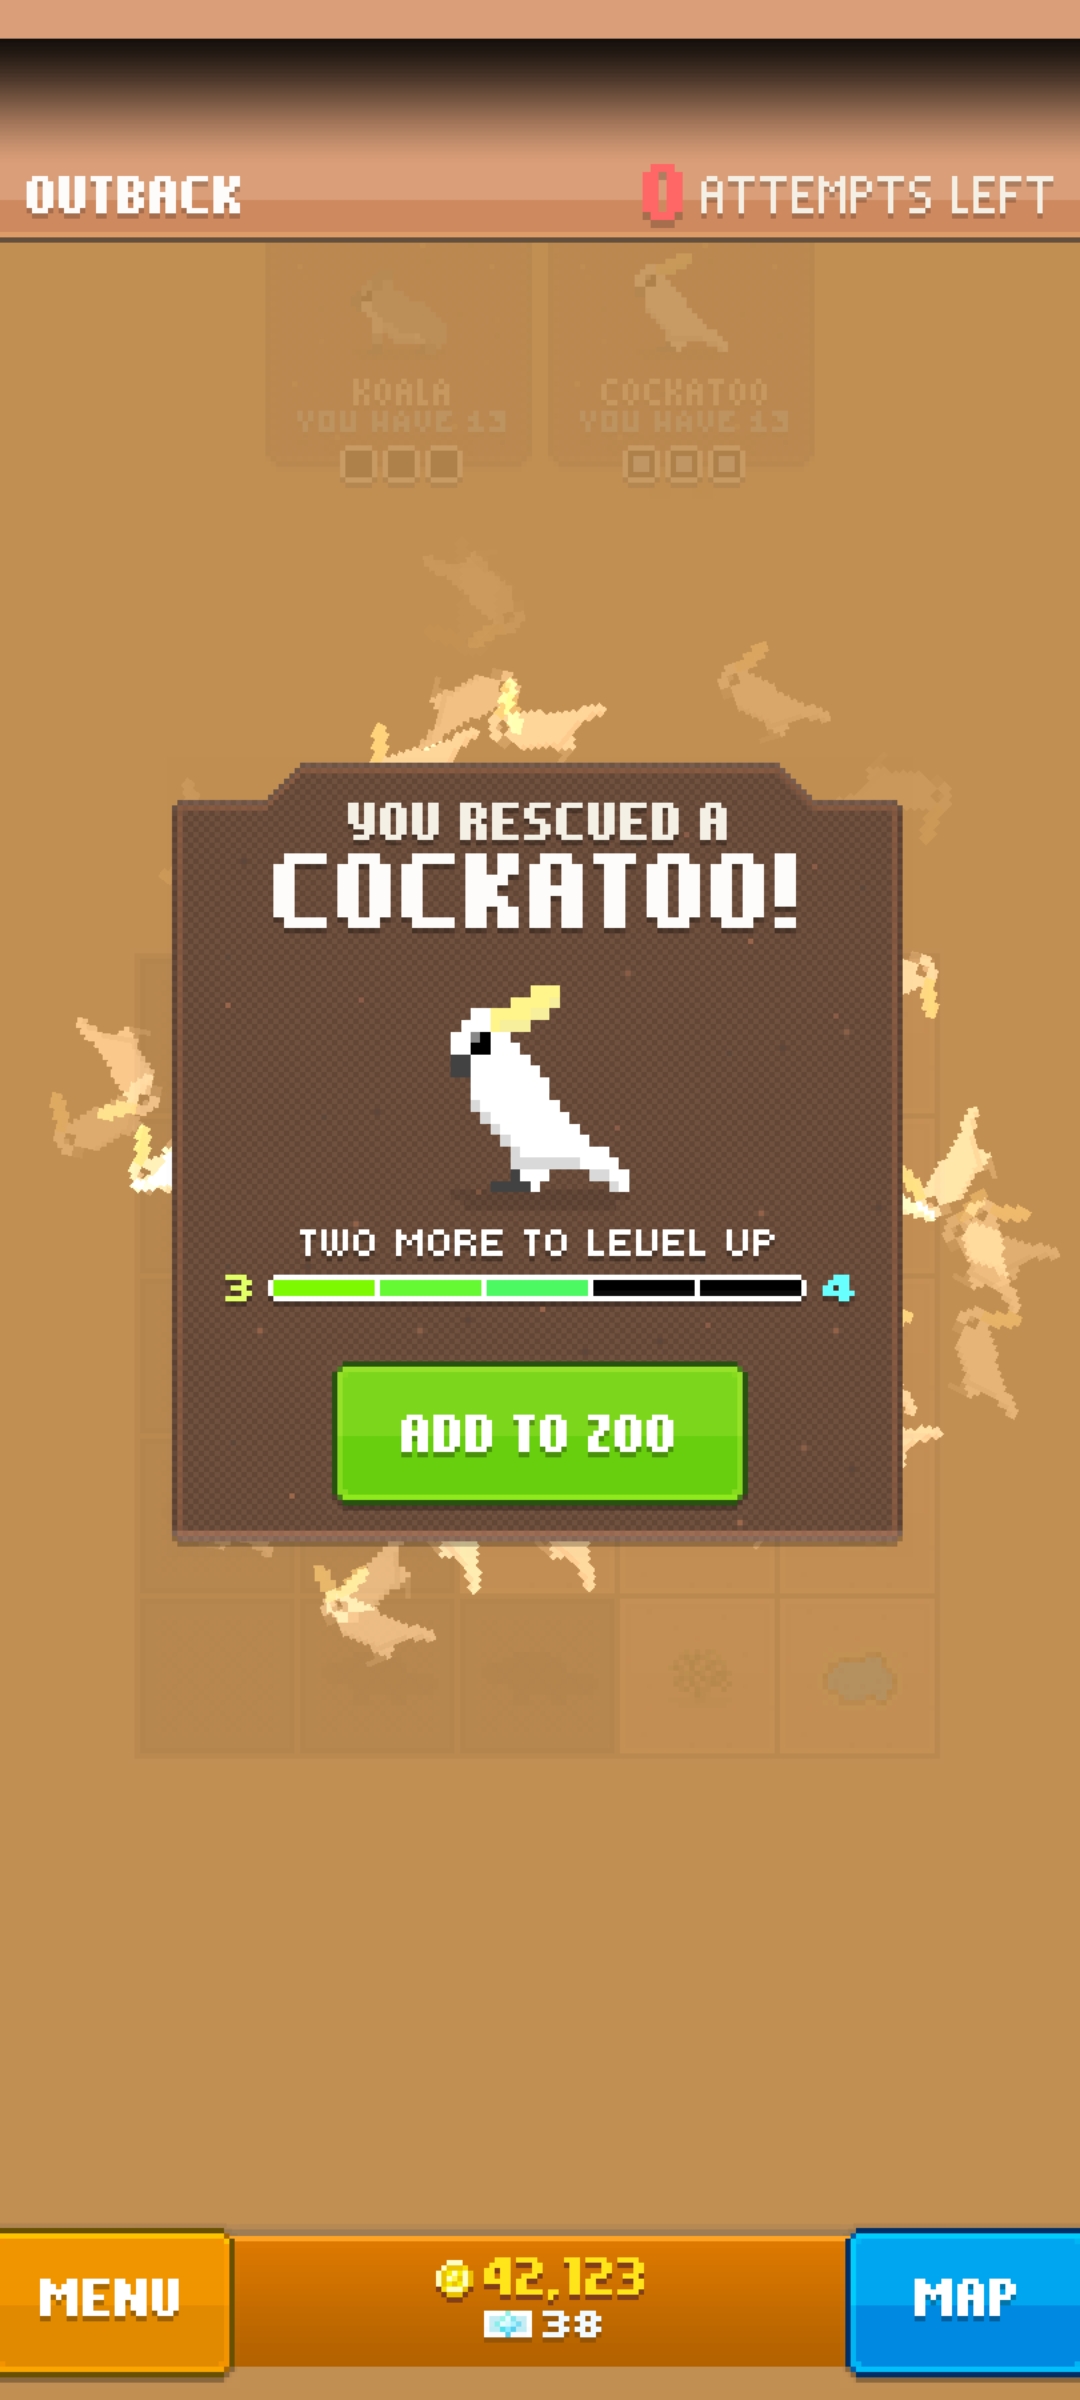 OUTBACK
0 ATTEMPTS LEFT
KOALA
YOU HAVE 13
COCKATOO
YOU HAVE 13
YOU RESCUED A
COCKATOO!
TWO MORE TO LEVEL UP
3
4
ADD TO ZOO
MENU
42,123
38
MAP